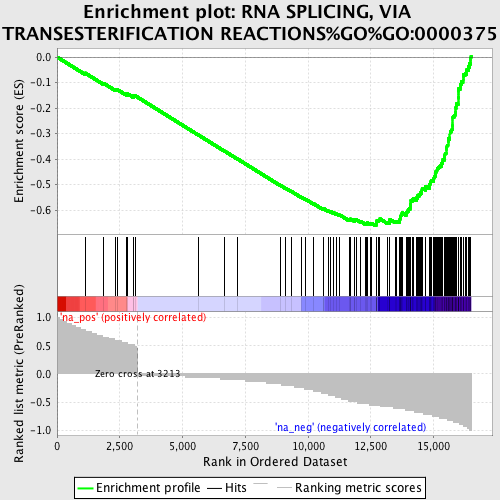 Enrichment plot: RNA SPLICING, VIA
TRANSESTERIFICATION REACTIONS%GO%GO:0000375
Enrichment score (ES)
0.0
-0.1
-0.2
-0.3
-0.4
-0.5
-0.6
Ranked list metric (PreRanked)
1.0
0.5
0.0
-0.5
-1.0
'na_pos' (positively correlated)
Zero cross at 3213
'na_neg' (negatively correlated)
0
2,500
5,000
7,500
10,000
12,500
15,000
Rank in Ordered Dataset
Enrichment profile
Hits
Ranking metric scores